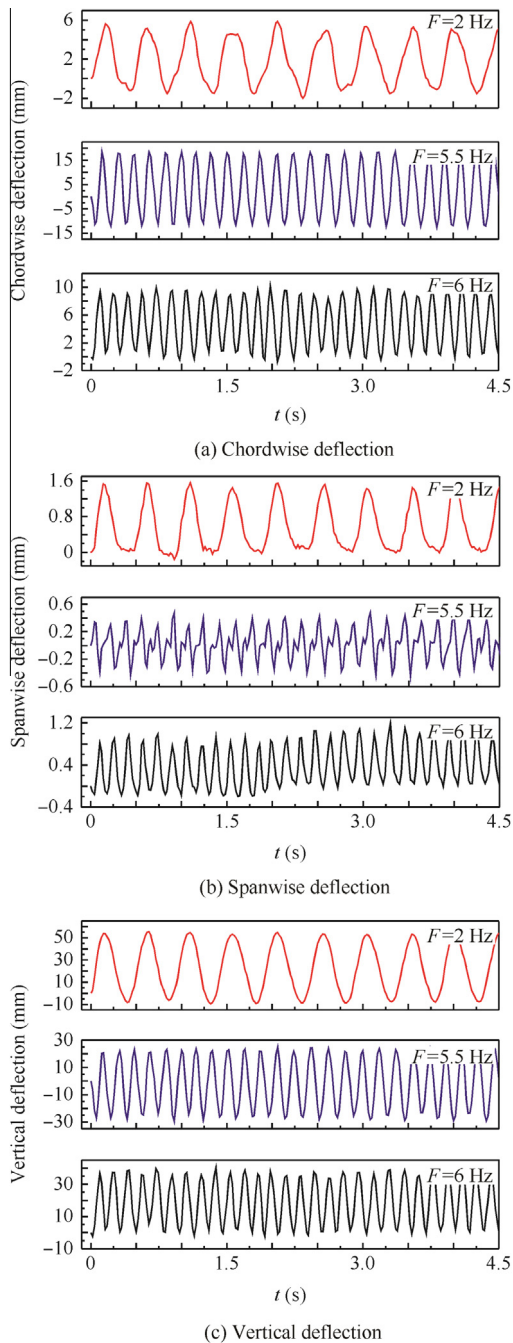 Chordwise deflection (mm)
6
2
−2
F=2 Hz
15
5
−5
−15
F=5.5 Hz
10
6
2
−2
F=6 Hz
0 1.5 3.0 4.5
t (s)
(a) Chordwise deflection
Spanwise deflection (mm)
1.6
0.8
0
F=2 Hz
0.6
0.2
−0.2
−0.6
F=5.5 Hz
1.2
0.4
−0.4
F=6 Hz
0 1.5 3.0 4.5
t (s)
(b) Spanwise deflection
Vertical deflection (mm)
50
30
10
−10
F=2 Hz
30
10
−10
−30
F=5.5 Hz
30
10
−10
F=6 Hz
0 1.5 3.0 4.5
t (s)
(c) Vertical deflection